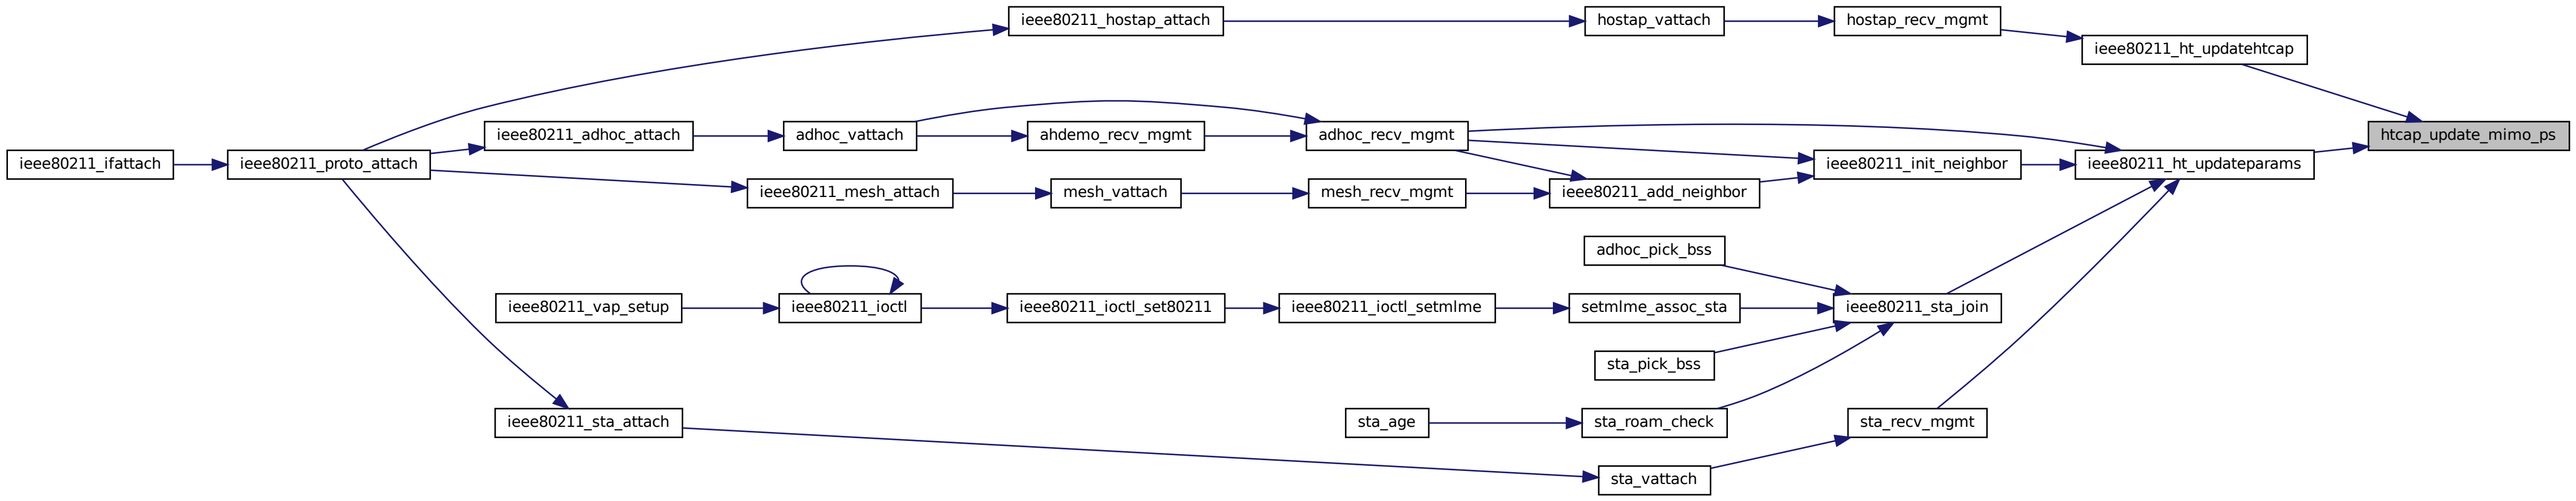 ieee80211_hostap_attach
hostap_vattach
hostap_recv_mgmt
ieee80211_ht_updatehtcap
ieee80211_adhoc_attach
adhoc_vattach
ahdemo_recv_mgmt
adhoc_recv_mgmt
htcap_update_mimo_ps
ieee80211_ifattach
ieee80211_proto_attach
ieee80211_init_neighbor
ieee80211_ht_updateparams
ieee80211_mesh_attach
mesh_vattach
mesh_recv_mgmt
ieee80211_add_neighbor
adhoc_pick_bss
ieee80211_vap_setup
ieee80211_ioctl
ieee80211_ioctl_set80211
ieee80211_ioctl_setmlme
setmlme_assoc_sta
ieee80211_sta_join
sta_pick_bss
ieee80211_sta_attach
sta_age
sta_roam_check
sta_recv_mgmt
sta_vattach